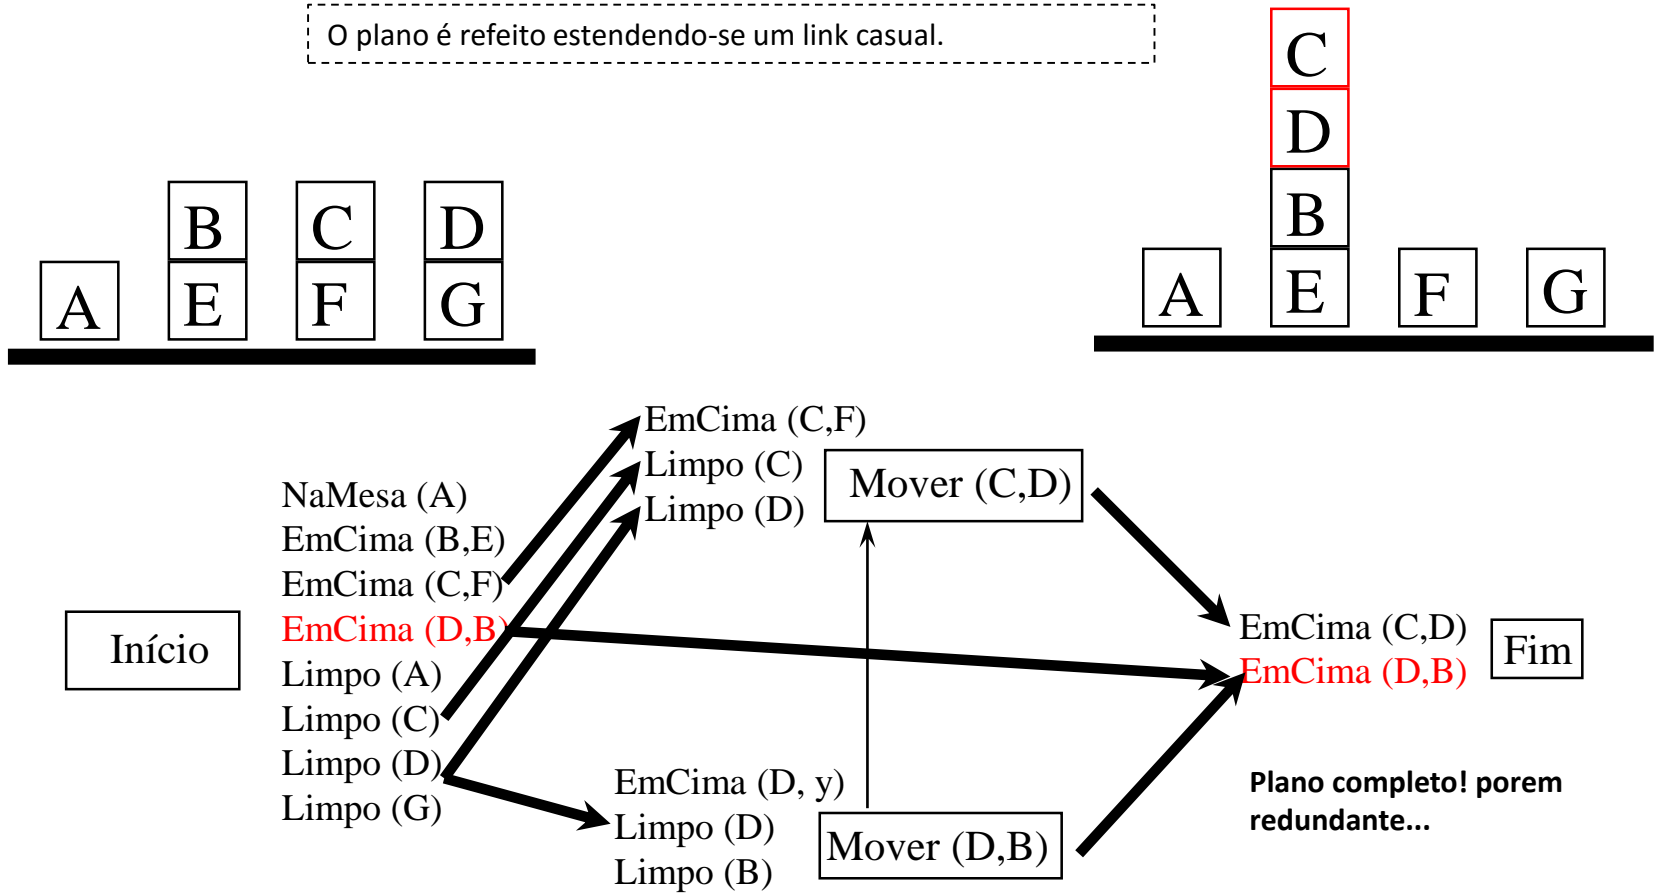 O plano é refeito estendendo-se um link casual.
C
D
B
A E F G
B C D
A E F G
EmCima (C,F)
Limpo (C)
Limpo (D)
Mover (C,D)
NaMesa (A)
EmCima (B,E)
EmCima (C,F)
EmCima (D,B)
Limpo (A)
Limpo (C)
Limpo (D)
Limpo (G)
Início
EmCima (C,D)
EmCima (D,B)
Fim
EmCima (D, y)
Limpo (D)
Limpo (B)
Mover (D,B)
Plano completo! porem
redundante...